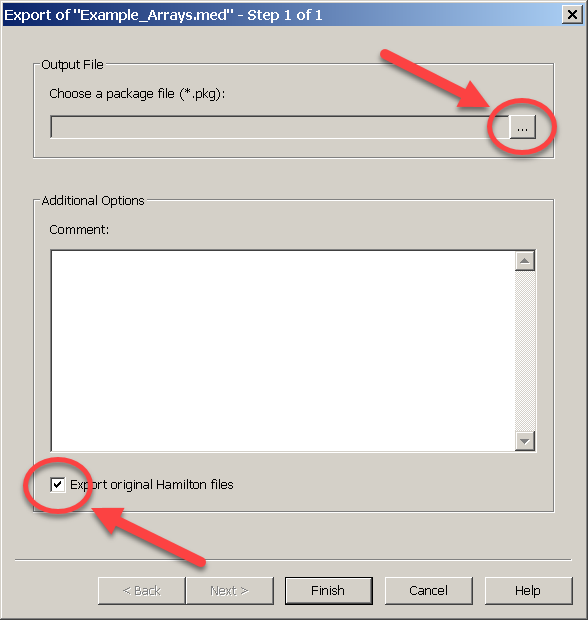 Export of "Example_Arrays.med" - Step 1 of 1
Output File
Choose a package file (*.pkg):
...
Additional Options
Comment:
Export original Hamilton files
< Back Next > Finish Cancel Help